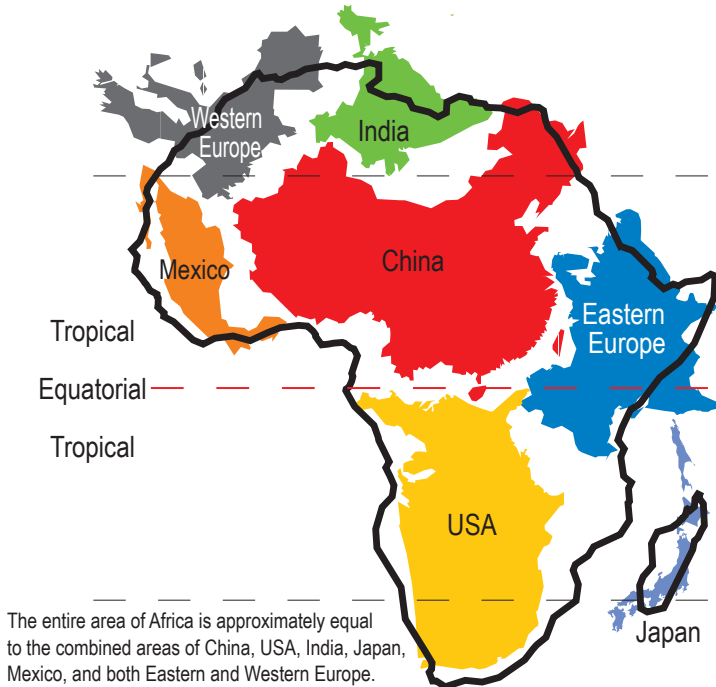 Western
Europe
India
Mexico
China
Eastern
Europe
Tropical
Equatorial
Tropical
USA
Japan
The entire area of Africa is approximately equal
to the combined areas of China, USA, India, Japan,
Mexico, and both Eastern and Western Europe.